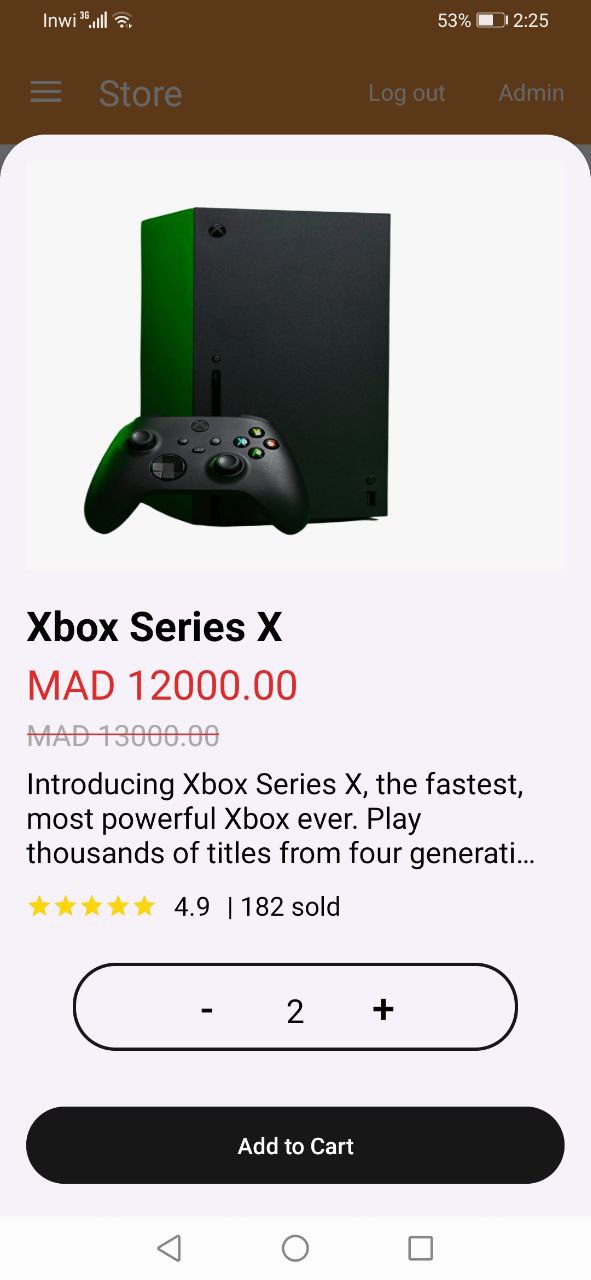 Inwi 3G 53% 2:25
Store Log out Admin
Xbox Series X
MAD 12000.00
MAD 13000.00
Introducing Xbox Series X, the fastest,
most powerful Xbox ever. Play
thousands of titles from four generati...
4.9 | 182 sold
- 2 +
Add to Cart